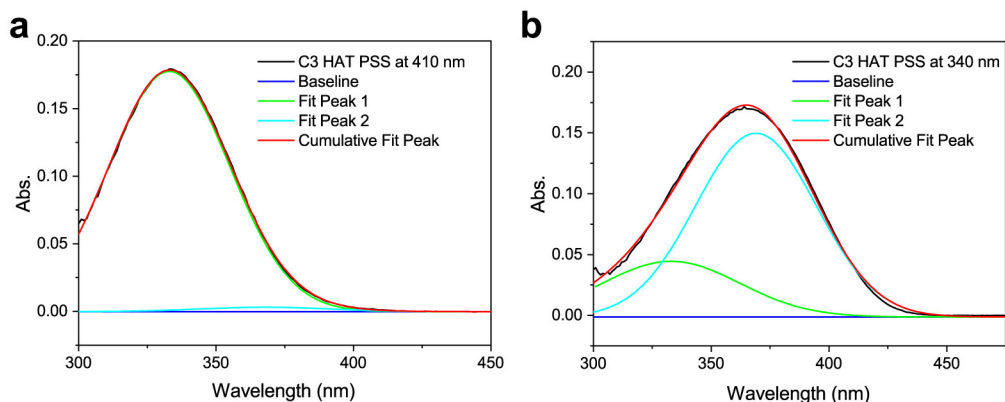 a
0.20
0.15
0.10
0.05
0.00
Abs.
C3 HAT PSS at 410 nm
Baseline
Fit Peak 1
Fit Peak 2
Cumulative Fit Peak
300
350
400
450
Wavelength (nm)
b
0.20
0.15
0.10
0.05
0.00
Abs.
C3 HAT PSS at 340 nm
Baseline
Fit Peak 1
Fit Peak 2
Cumulative Fit Peak
300
350
400
450
Wavelength (nm)